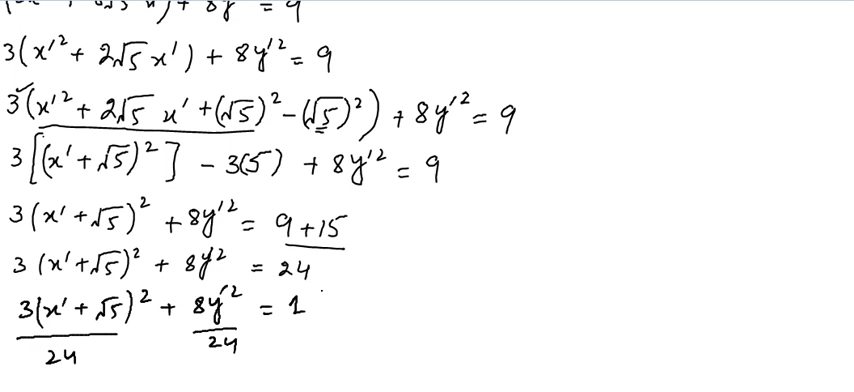 3(x'² + 2√5 x') + 8y'² = 9
3(x'² + 2√5 x' + (√5)² - (√5)²) + 8y'² = 9
3[(x' + √5)²] - 3(5) + 8y'² = 9
3(x' + √5)² + 8y'² = 9 + 15
3(x' + √5)² + 8y² = 24
3(x' + √5)²/24 + 8y'²/24 = 1